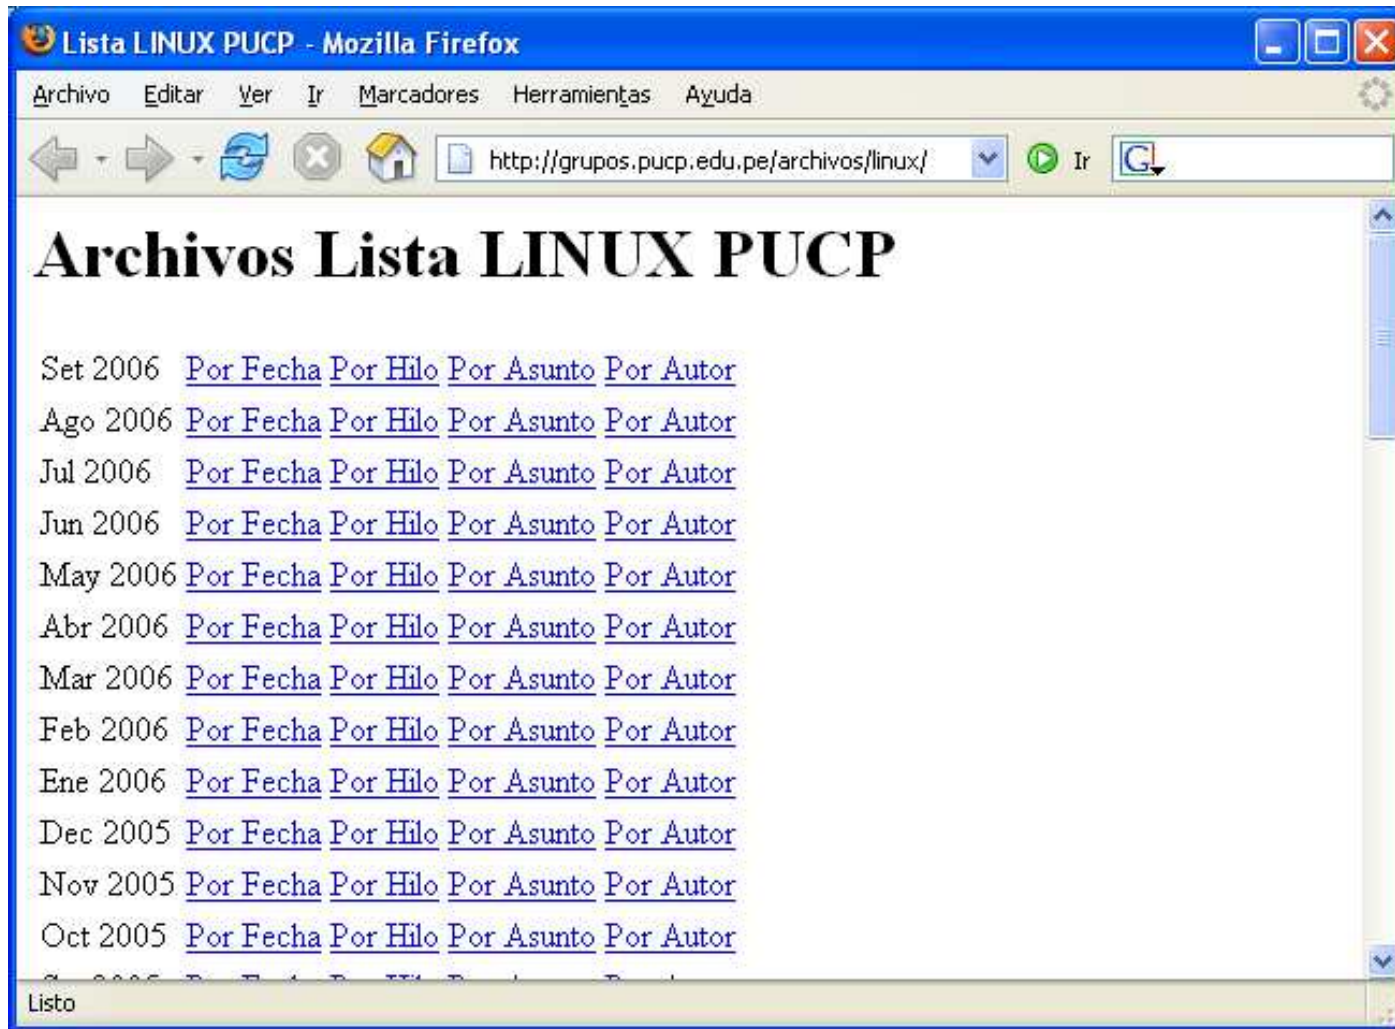 Lista LINUX PUCP - Mozilla Firefox
Archivo Editar Ver Ir Marcadores Herramientas Ayuda
http://grupos.pucp.edu.pe/archivos/linux/ Ir G
Archivos Lista LINUX PUCP
Set 2006 Por Fecha Por Hilo Por Asunto Por Autor
Ago 2006 Por Fecha Por Hilo Por Asunto Por Autor
Jul 2006 Por Fecha Por Hilo Por Asunto Por Autor
Jun 2006 Por Fecha Por Hilo Por Asunto Por Autor
May 2006 Por Fecha Por Hilo Por Asunto Por Autor
Abr 2006 Por Fecha Por Hilo Por Asunto Por Autor
Mar 2006 Por Fecha Por Hilo Por Asunto Por Autor
Feb 2006 Por Fecha Por Hilo Por Asunto Por Autor
Ene 2006 Por Fecha Por Hilo Por Asunto Por Autor
Dec 2005 Por Fecha Por Hilo Por Asunto Por Autor
Nov 2005 Por Fecha Por Hilo Por Asunto Por Autor
Oct 2005 Por Fecha Por Hilo Por Asunto Por Autor
Listo